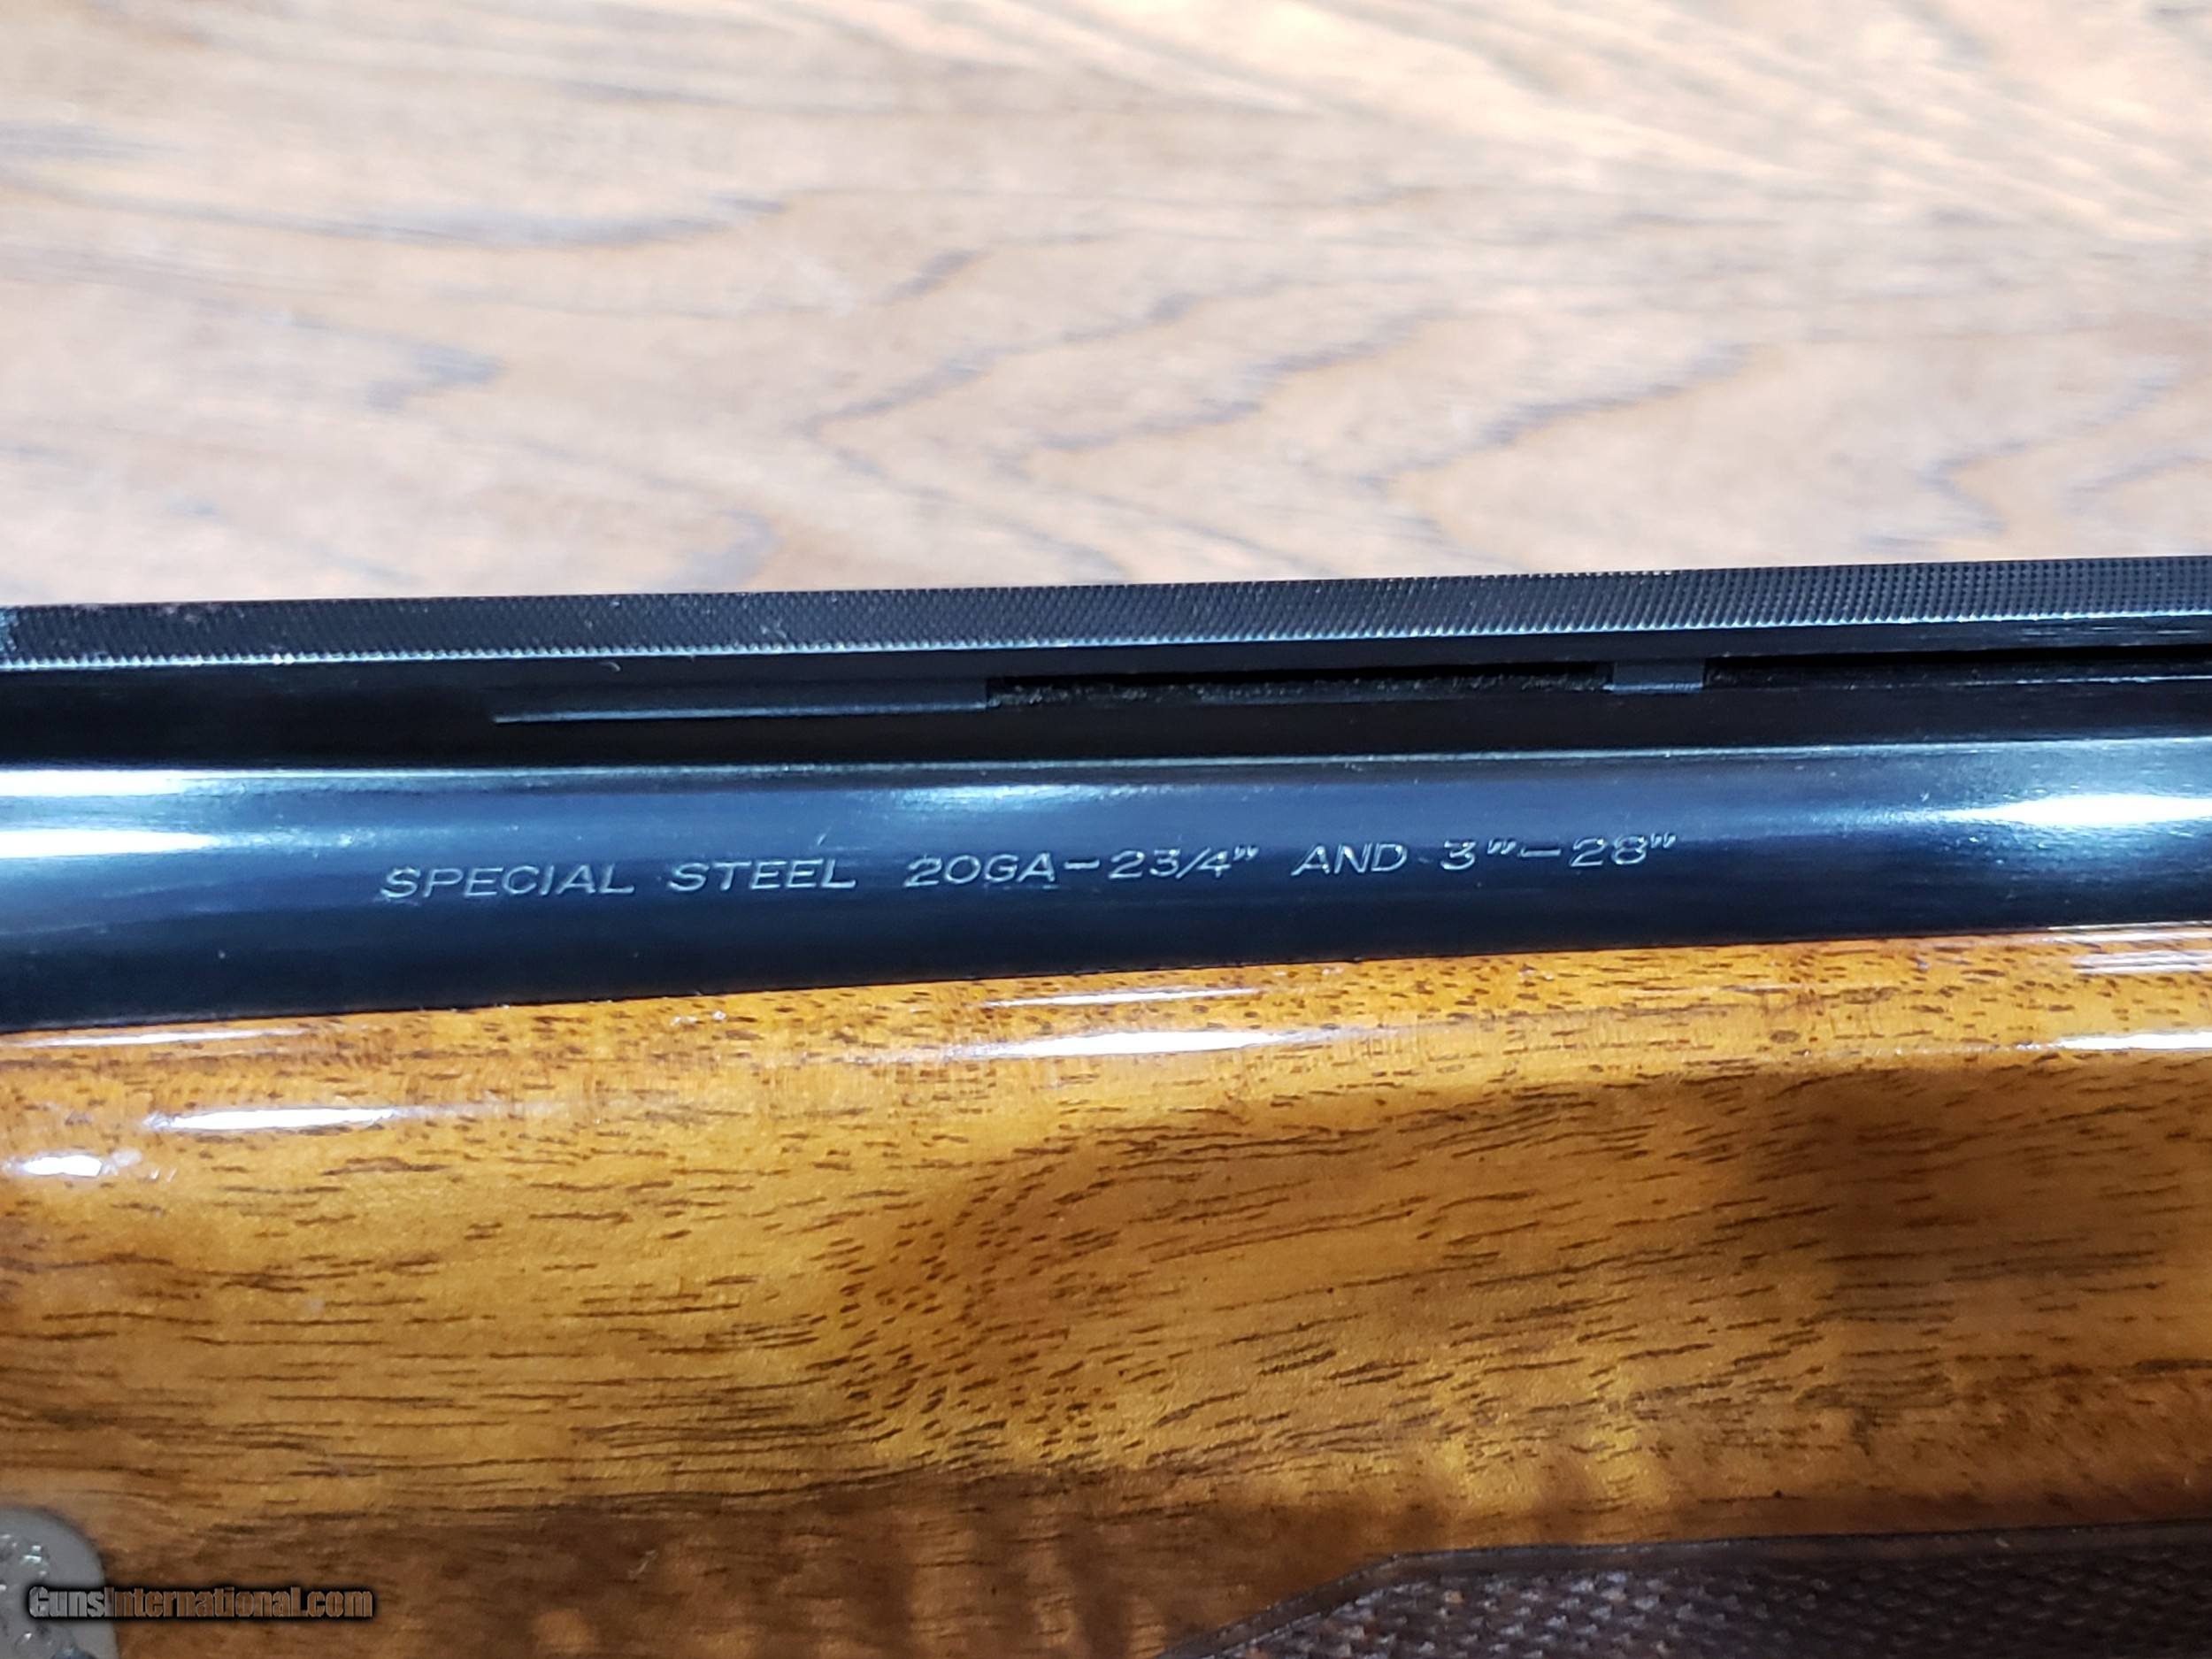 SPECIAL STEEL 20GA-23/4" AND 3"-28"
GunsInternational.com